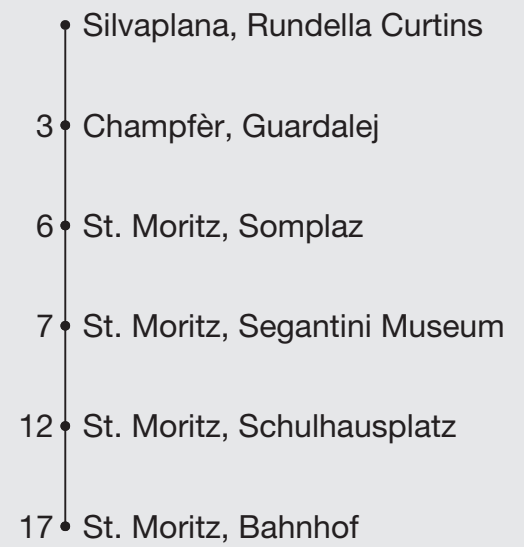 Silvaplana, Rundella Curtins
3 Champfèr, Guardalej
6 St. Moritz, Somplaz
7 St. Moritz, Segantini Museum
12 St. Moritz, Schulhausplatz
17 St. Moritz, Bahnhof